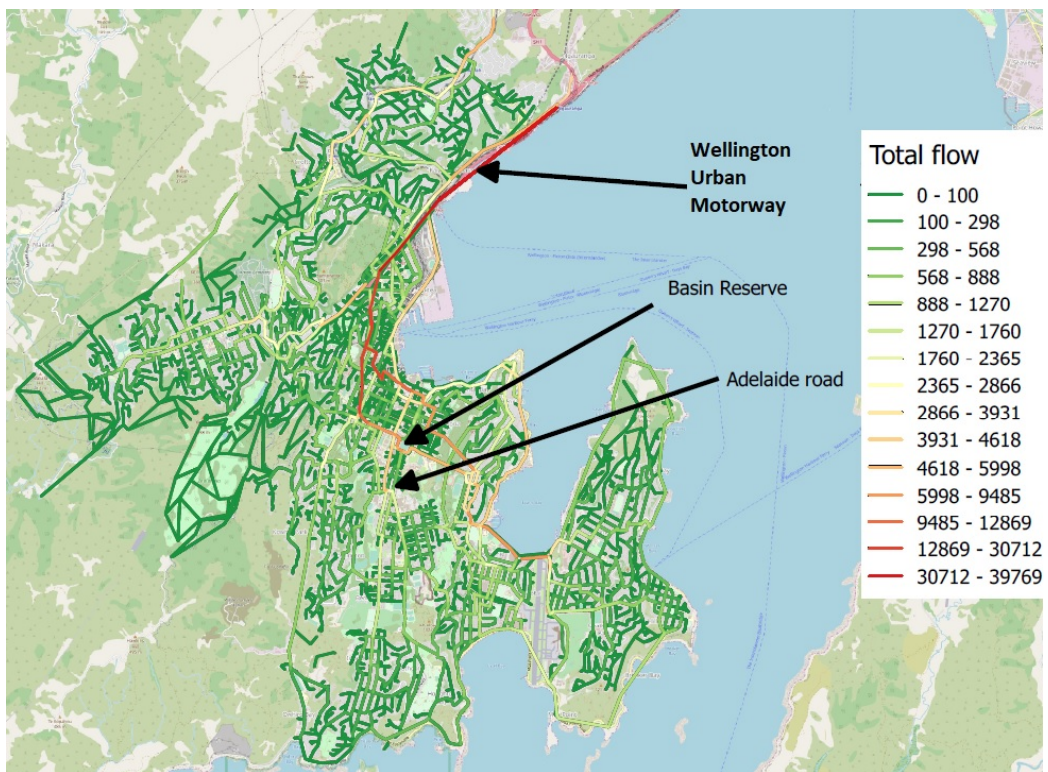 Wellington
Urban
Motorway
Basin Reserve
Adelaide road
Total flow
0 - 100
100 - 298
298 - 568
568 - 888
888 - 1270
1270 - 1760
1760 - 2365
2365 - 2866
2866 - 3931
3931 - 4618
4618 - 5998
5998 - 9485
9485 - 12869
12869 - 30712
30712 - 39769